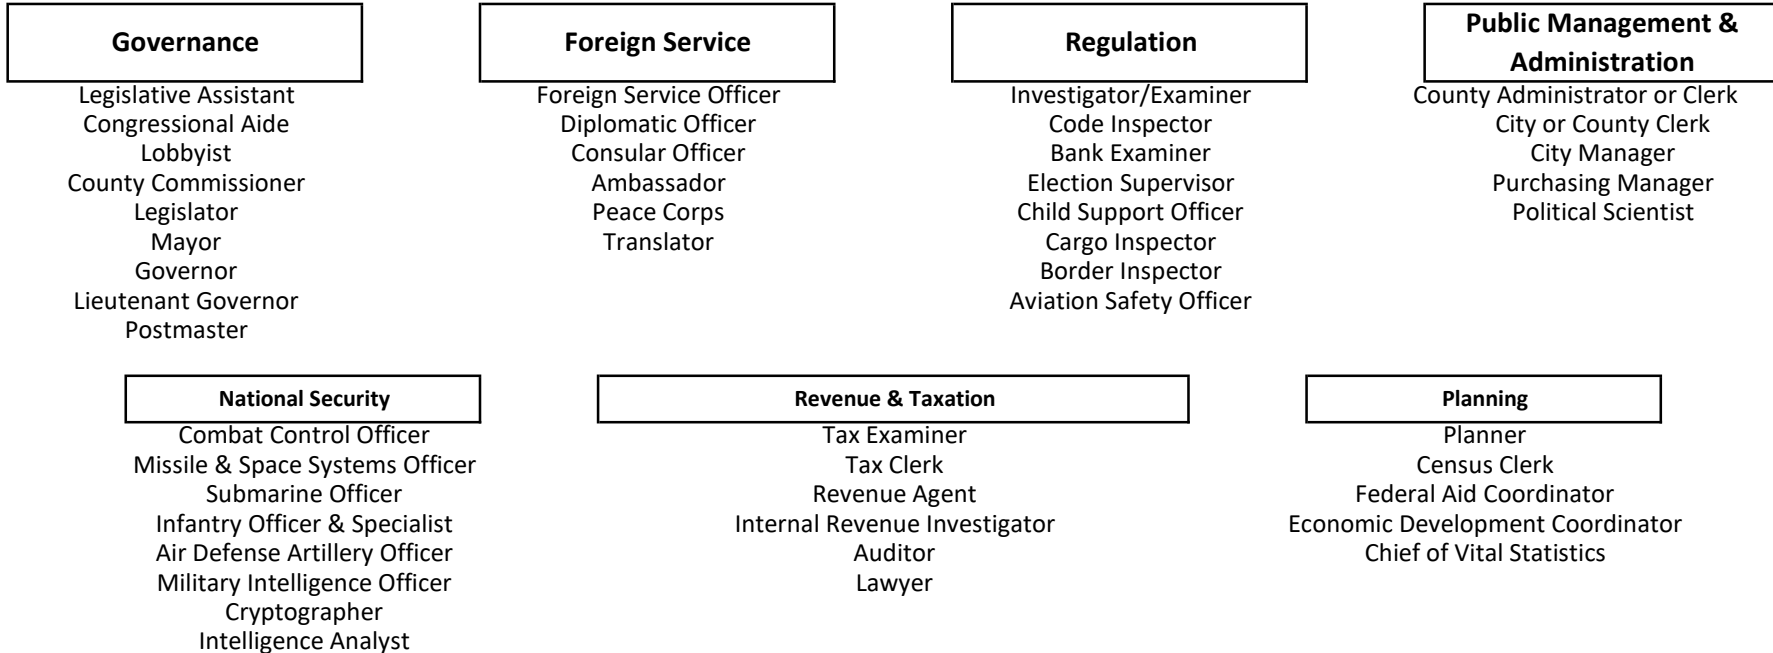 Governance
Legislative Assistant
Congressional Aide
Lobbyist
County Commissioner
Legislator
Mayor
Governor
Lieutenant Governor
Postmaster
Foreign Service
Foreign Service Officer
Diplomatic Officer
Consular Officer
Ambassador
Peace Corps
Translator
Regulation
Investigator/Examiner
Code Inspector
Bank Examiner
Election Supervisor
Child Support Officer
Cargo Inspector
Border Inspector
Aviation Safety Officer
Public Management &
Administration
County Administrator or Clerk
City or County Clerk
City Manager
Purchasing Manager
Political Scientist
National Security
Combat Control Officer
Missile & Space Systems Officer
Submarine Officer
Infantry Officer & Specialist
Air Defense Artillery Officer
Military Intelligence Officer
Cryptographer
Intelligence Analyst
Revenue & Taxation
Tax Examiner
Tax Clerk
Revenue Agent
Internal Revenue Investigator
Auditor
Lawyer
Planning
Planner
Census Clerk
Federal Aid Coordinator
Economic Development Coordinator
Chief of Vital Statistics